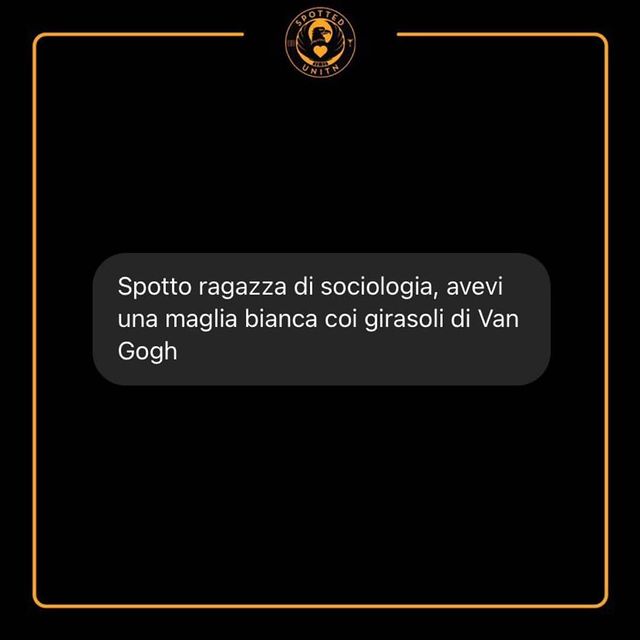 SPOTTED
UNITN
Spotto ragazza di sociologia, avevi
una maglia bianca coi girasoli di Van
Gogh